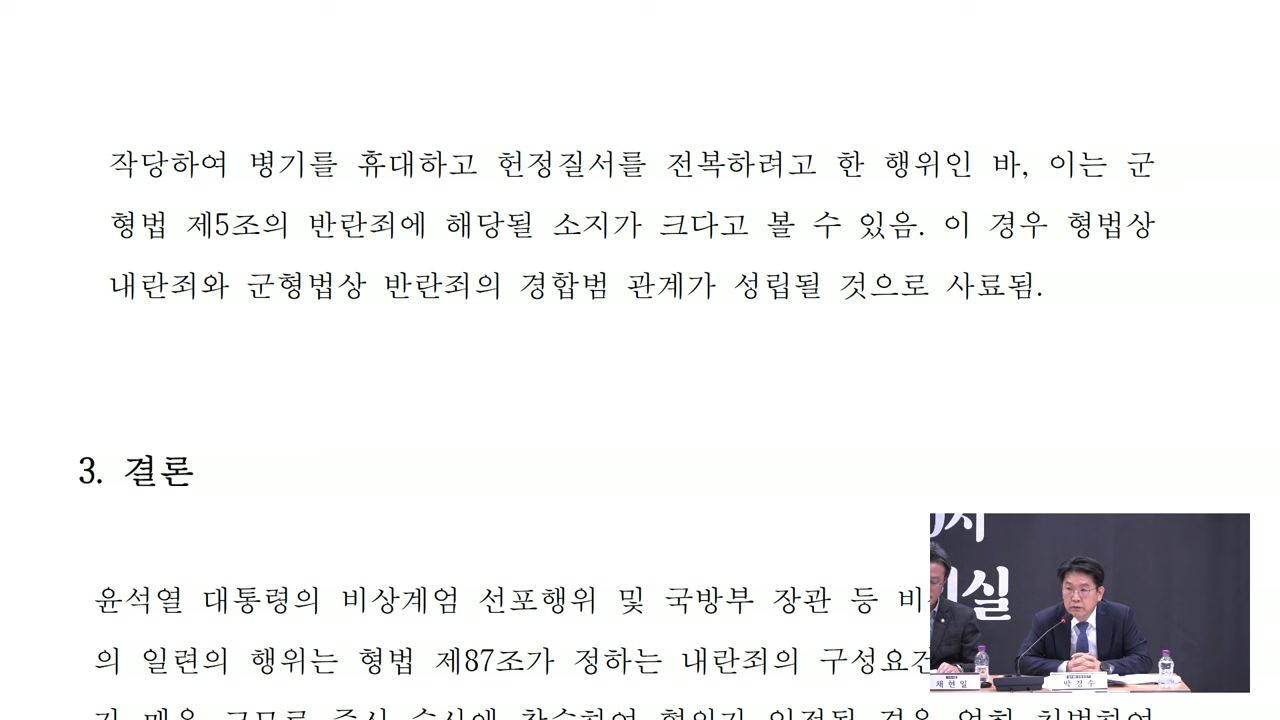 작당하여 병기를 휴대하고 헌정질서를 전복하려고 한 행위인 바, 이는 군
형법 제5조의 반란죄에 해당될 소지가 크다고 볼 수 있음. 이 경우 형법상
내란죄와 군형법상 반란죄의 경합범 관계가 성립될 것으로 사료됨.
3. 결론
윤석열 대통령의 비상계엄 선포행위 및 국방부 장관 등 비
의 일련의 행위는 형법 제87조가 정하는 내란죄의 구성요건
실
채현일
박경수